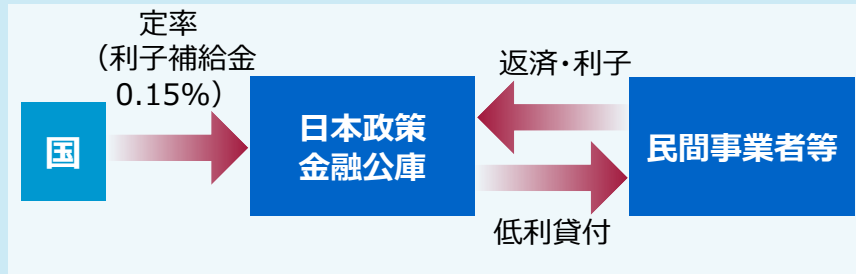 定率
（利子補給金
0.15%）
国
日本政策
金融公庫
返済・利子
民間事業者等
低利貸付